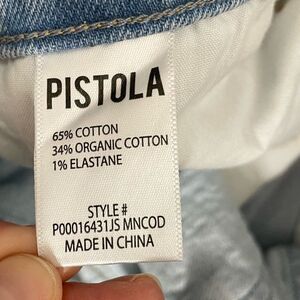 PISTOLA
65% COTTON
34% ORGANIC COTTON
1% ELASTANE
STYLE #
P00016431JS MNCOD
MADE IN CHINA